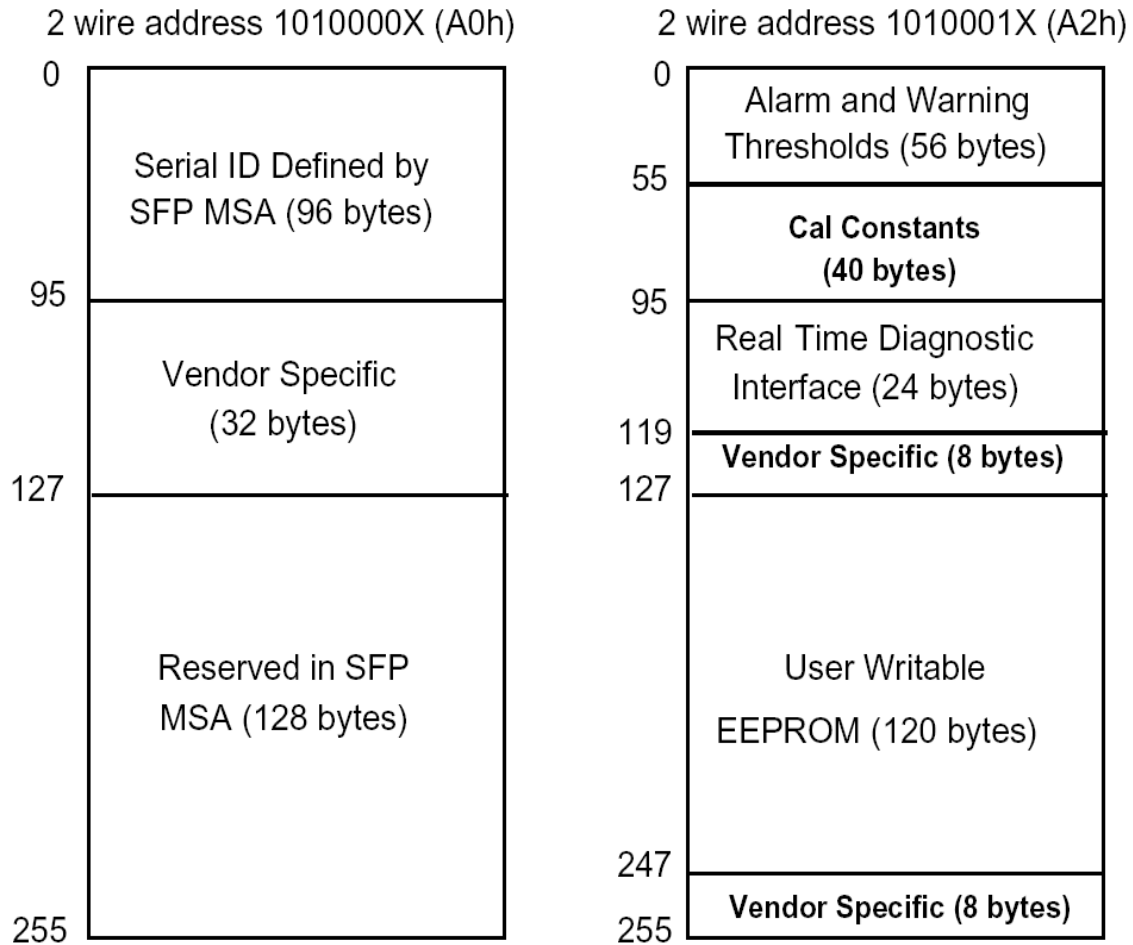 2 wire address 1010000X (A0h)
0
Serial ID Defined by
SFP MSA (96 bytes)
95
Vendor Specific
(32 bytes)
127
Reserved in SFP
MSA (128 bytes)
255
2 wire address 1010001X (A2h)
0
Alarm and Warning
Thresholds (56 bytes)
55
Cal Constants
(40 bytes)
95
Real Time Diagnostic
Interface (24 bytes)
119
Vendor Specific (8 bytes)
127
User Writable
EEPROM (120 bytes)
247
Vendor Specific (8 bytes)
255